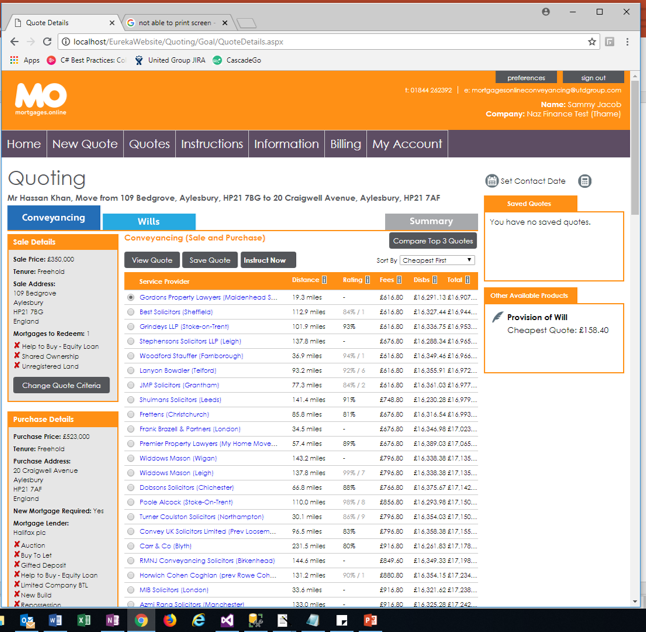 Quote Details
not able to print screen -
localhost/EurekaWebsite/Quoting/Goal/QuoteDetails.aspx
Apps
C# Best Practices: Co
United Group JIRA
CascadeGo
preferences
sign out
MO
mortgages.online
t: 01844 262392 | e: mortgagesonlineconveyancing@utdgroup.com
Name: Sammy Jacob
Company: Naz Finance Test (Thame)
Home
New Quote
Quotes
Instructions
Information
Billing
My Account
Quoting
Set Contact Date
Mr Hassan Khan, Move from 109 Bedgrove, Aylesbury, HP21 7BG to 20 Craigwell Avenue, Aylesbury, HP21 7AF
Conveyancing
Wills
Summary
Sale Details
Sale Price: £350,000
Tenure: Freehold
Sale Address:
109 Bedgrove
Aylesbury
HP21 7BG
England
Mortgages to Redeem: 1
Help to Buy - Equity Loan
Shared Ownership
Unregistered Land
Change Quote Criteria
Purchase Details
Purchase Price: £523,000
Tenure: Freehold
Purchase Address:
20 Craigwell Avenue
Aylesbury
HP21 7AF
England
New Mortgage Required: Yes
Mortgage Lender:
Halifax plc
Auction
Buy To Let
Gifted Deposit
Help to Buy - Equity Loan
Limited Company BTL
New Build
Repossession
Conveyancing (Sale and Purchase)
Compare Top 3 Quotes
View Quote
Save Quote
Instruct Now
Sort By
Cheapest First
Service Provider Distance Rating Fees Disbs Total
Gordons Property Lawyers (Maidenhead S... 19.3 miles - £616.80 £16,291.13 £16,907....
Best Solicitors (Sheffield) 112.9 miles 84% / 1 £616.80 £16,327.44 £16,944....
Grindeys LLP (Stoke-on-Trent) 101.9 miles 93% £616.80 £16,336.75 £16,953....
Stephensons Solicitors LLP (Leigh) 137.8 miles - £676.80 £16,288.34 £16,965....
Woodford Stauffer (Farnborough) 36.9 miles 94% / 1 £616.80 £16,349.46 £16,966....
Lanyon Bowdler (Telford) 93.2 miles 92% / 6 £616.80 £16,355.91 £16,972....
JMP Solicitors (Grantham) 77.3 miles 84% / 2 £616.80 £16,361.03 £16,977....
Shulmans Solicitors (Leeds) 141.4 miles 91% £748.80 £16,230.28 £16,979....
Frettens (Christchurch) 85.8 miles 81% £676.80 £16,316.54 £16,993....
Frank Brazell & Partners (London) 34.5 miles - £676.80 £16,346.98 £17,023....
Premier Property Lawyers (My Home Move... 57.4 miles 89% £676.80 £16,389.03 £17,065....
Widdows Mason (Wigan) 143.2 miles - £796.80 £16,338.38 £17,135....
Widdows Mason (Leigh) 137.8 miles 99% / 7 £796.80 £16,338.38 £17,135....
Dobsons Solicitors (Chichester) 66.8 miles 88% £766.80 £16,375.67 £17,142....
Poole Alcock (Stoke-On-Trent) 110.0 miles 98% / 8 £856.80 £16,293.98 £17,150....
Turner Coulston Solicitors (Northampton) 30.1 miles 86% / 9 £796.80 £16,354.03 £17,150....
Convey UK Solicitors Limited (Prev Loosem... 96.5 miles 83% £796.80 £16,358.38 £17,155....
Carr & Co (Blyth) 231.5 miles 80% £916.80 £16,261.83 £17,178....
RMNJ Conveyancing Solicitors (Birkenhead) 144.6 miles - £849.60 £16,349.33 £17,198....
Horwich Cohen Coghlan (prev Rowe Coh... 131.2 miles 90% / 1 £880.80 £16,354.15 £17,234....
MIB Solicitors (London) 33.6 miles - £916.80 £16,321.62 £17,238....
Azmi Rana Solicitors (Manchester) 133.0 miles - £916.80 £16,325.28 £17,242....
Saved Quotes
You have no saved quotes.
Other Available Products
Provision of Will
Cheapest Quote: £158.40